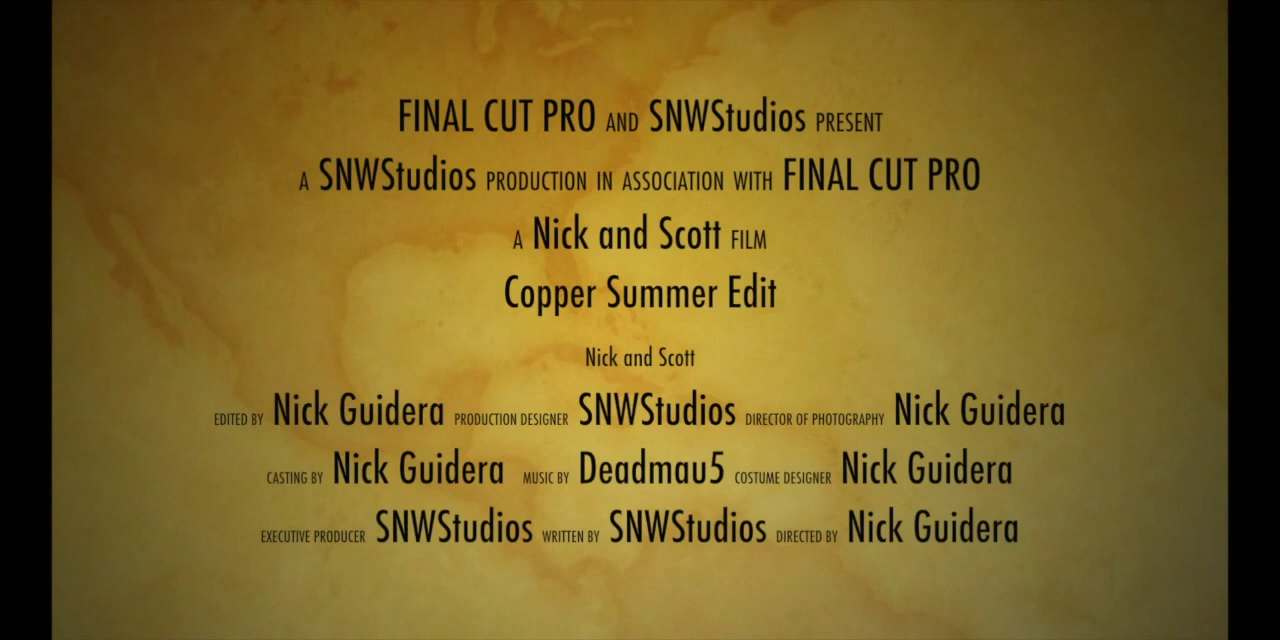 FINAL CUT PRO AND SNWStudios PRESENT
A SNWStudios PRODUCTION IN ASSOCIATION WITH FINAL CUT PRO
A Nick and Scott FILM
Copper Summer Edit
Nick and Scott
EDITED BY Nick Guidera PRODUCTION DESIGNER SNWStudios DIRECTOR OF PHOTOGRAPHY Nick Guidera
CASTING BY Nick Guidera MUSIC BY Deadmau5 COSTUME DESIGNER Nick Guidera
EXECUTIVE PRODUCER SNWStudios WRITTEN BY SNWStudios DIRECTED BY Nick Guidera